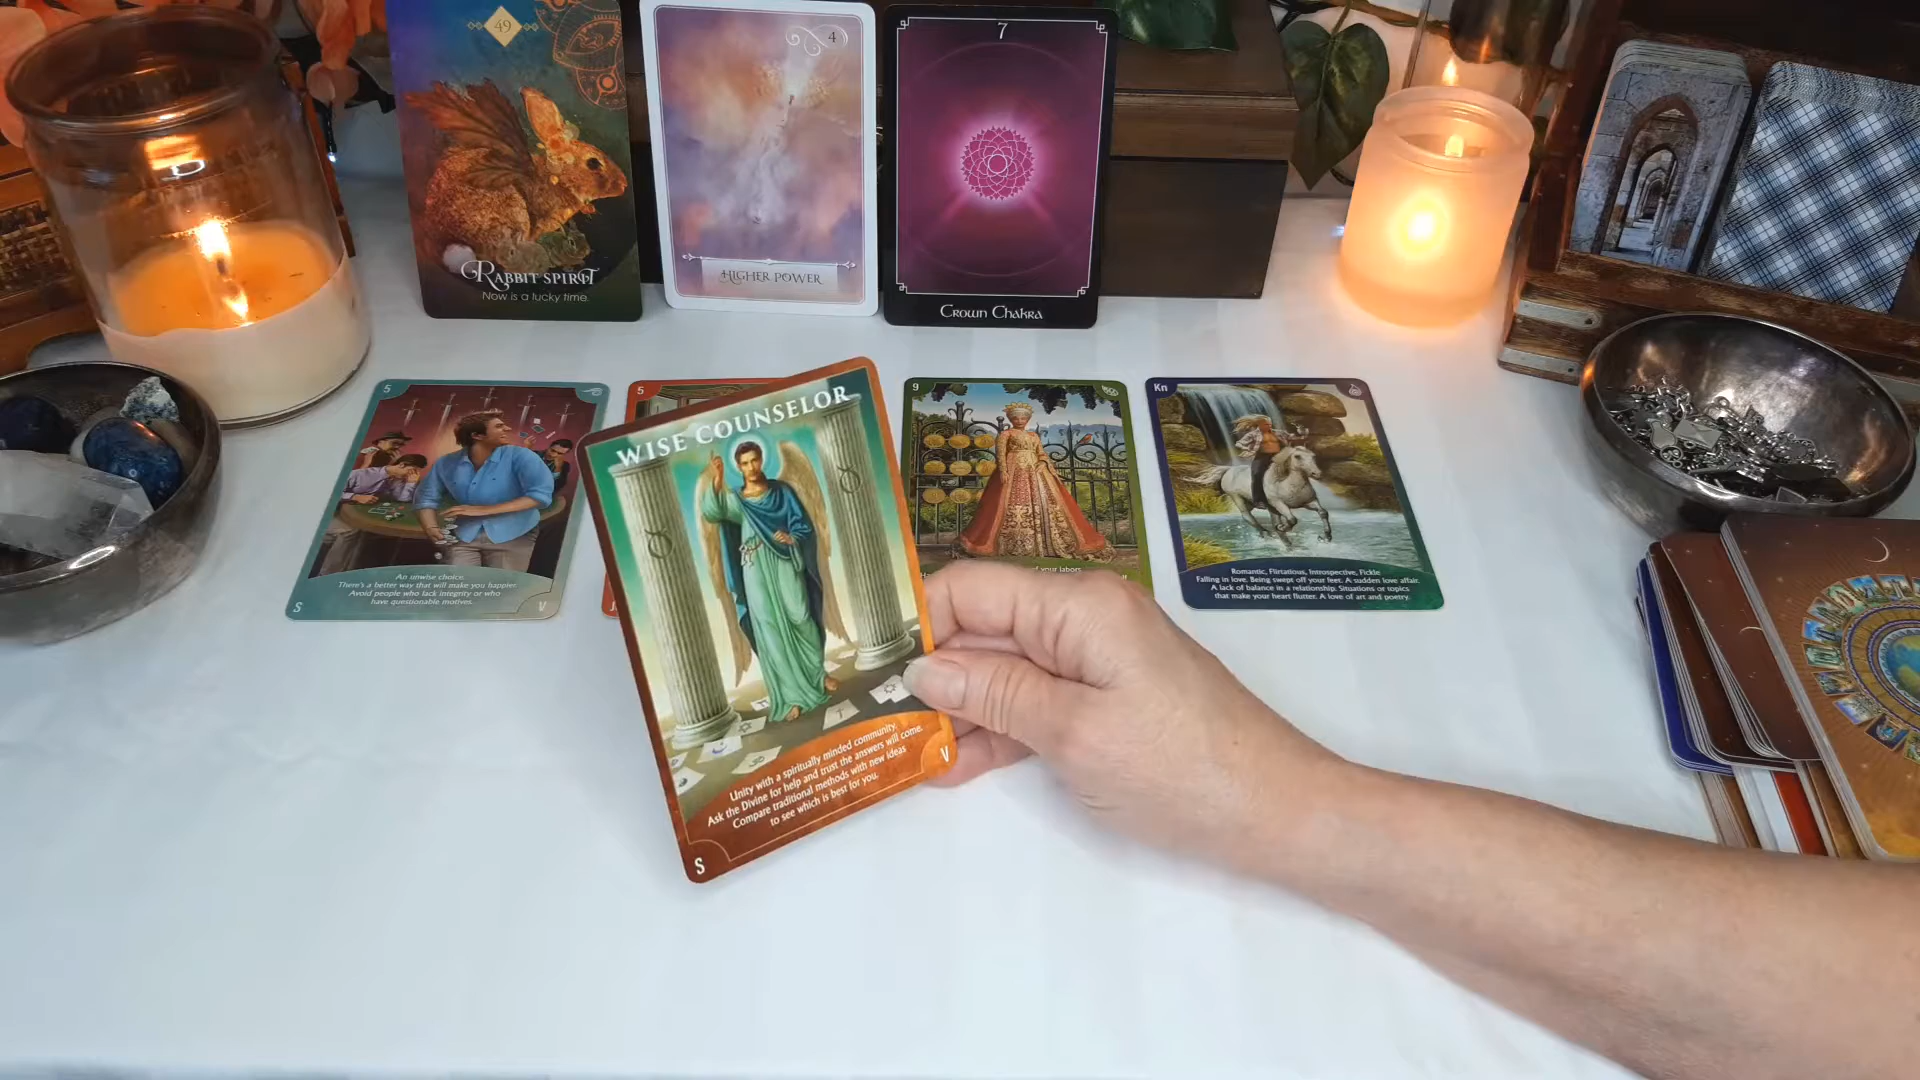 49
RABBIT SPIRIT
Now is a lucky time.
4
HIGHER POWER
7
CROWN CHAKRA
5
An unwise choice.
There's a better way that will make you happier.
Avoid people who lack integrity or who
have questionable motives.
S
V
5
WISE COUNSELOR
Unity with a spiritually minded community.
Ask the Divine for help and trust the answers will come.
Compare traditional methods with new ideas
to see which is best for you.
S
V
9
of your labors.
Kn
Romantic, Flirtatious, Introspective, Fickle
Falling in love. Being swept off your feet. A sudden love affair.
A lack of balance in a relationship. Situations or topics
that make your heart flutter. A love of art and poetry.